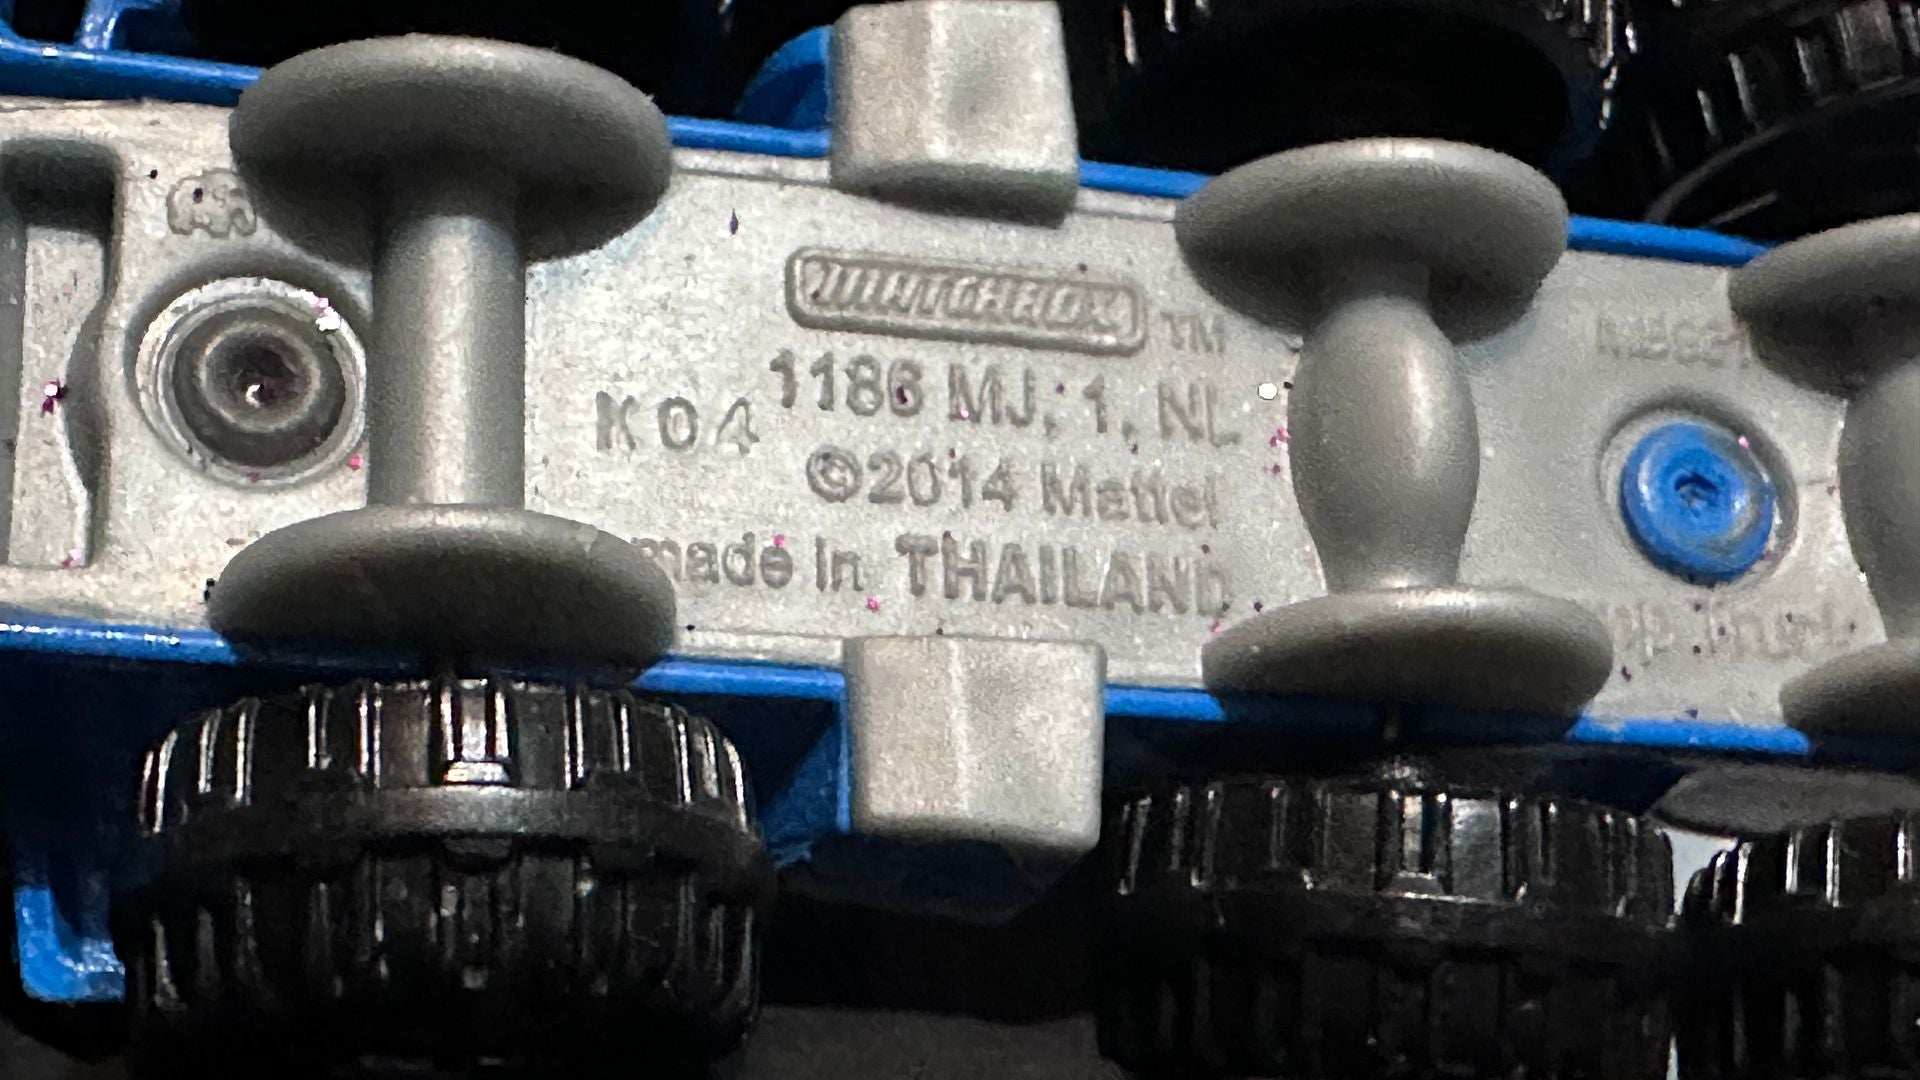 MATCHBOX TM
1186 MJ, 1, NL
K04
©2014 Mattel
made in THAILAND